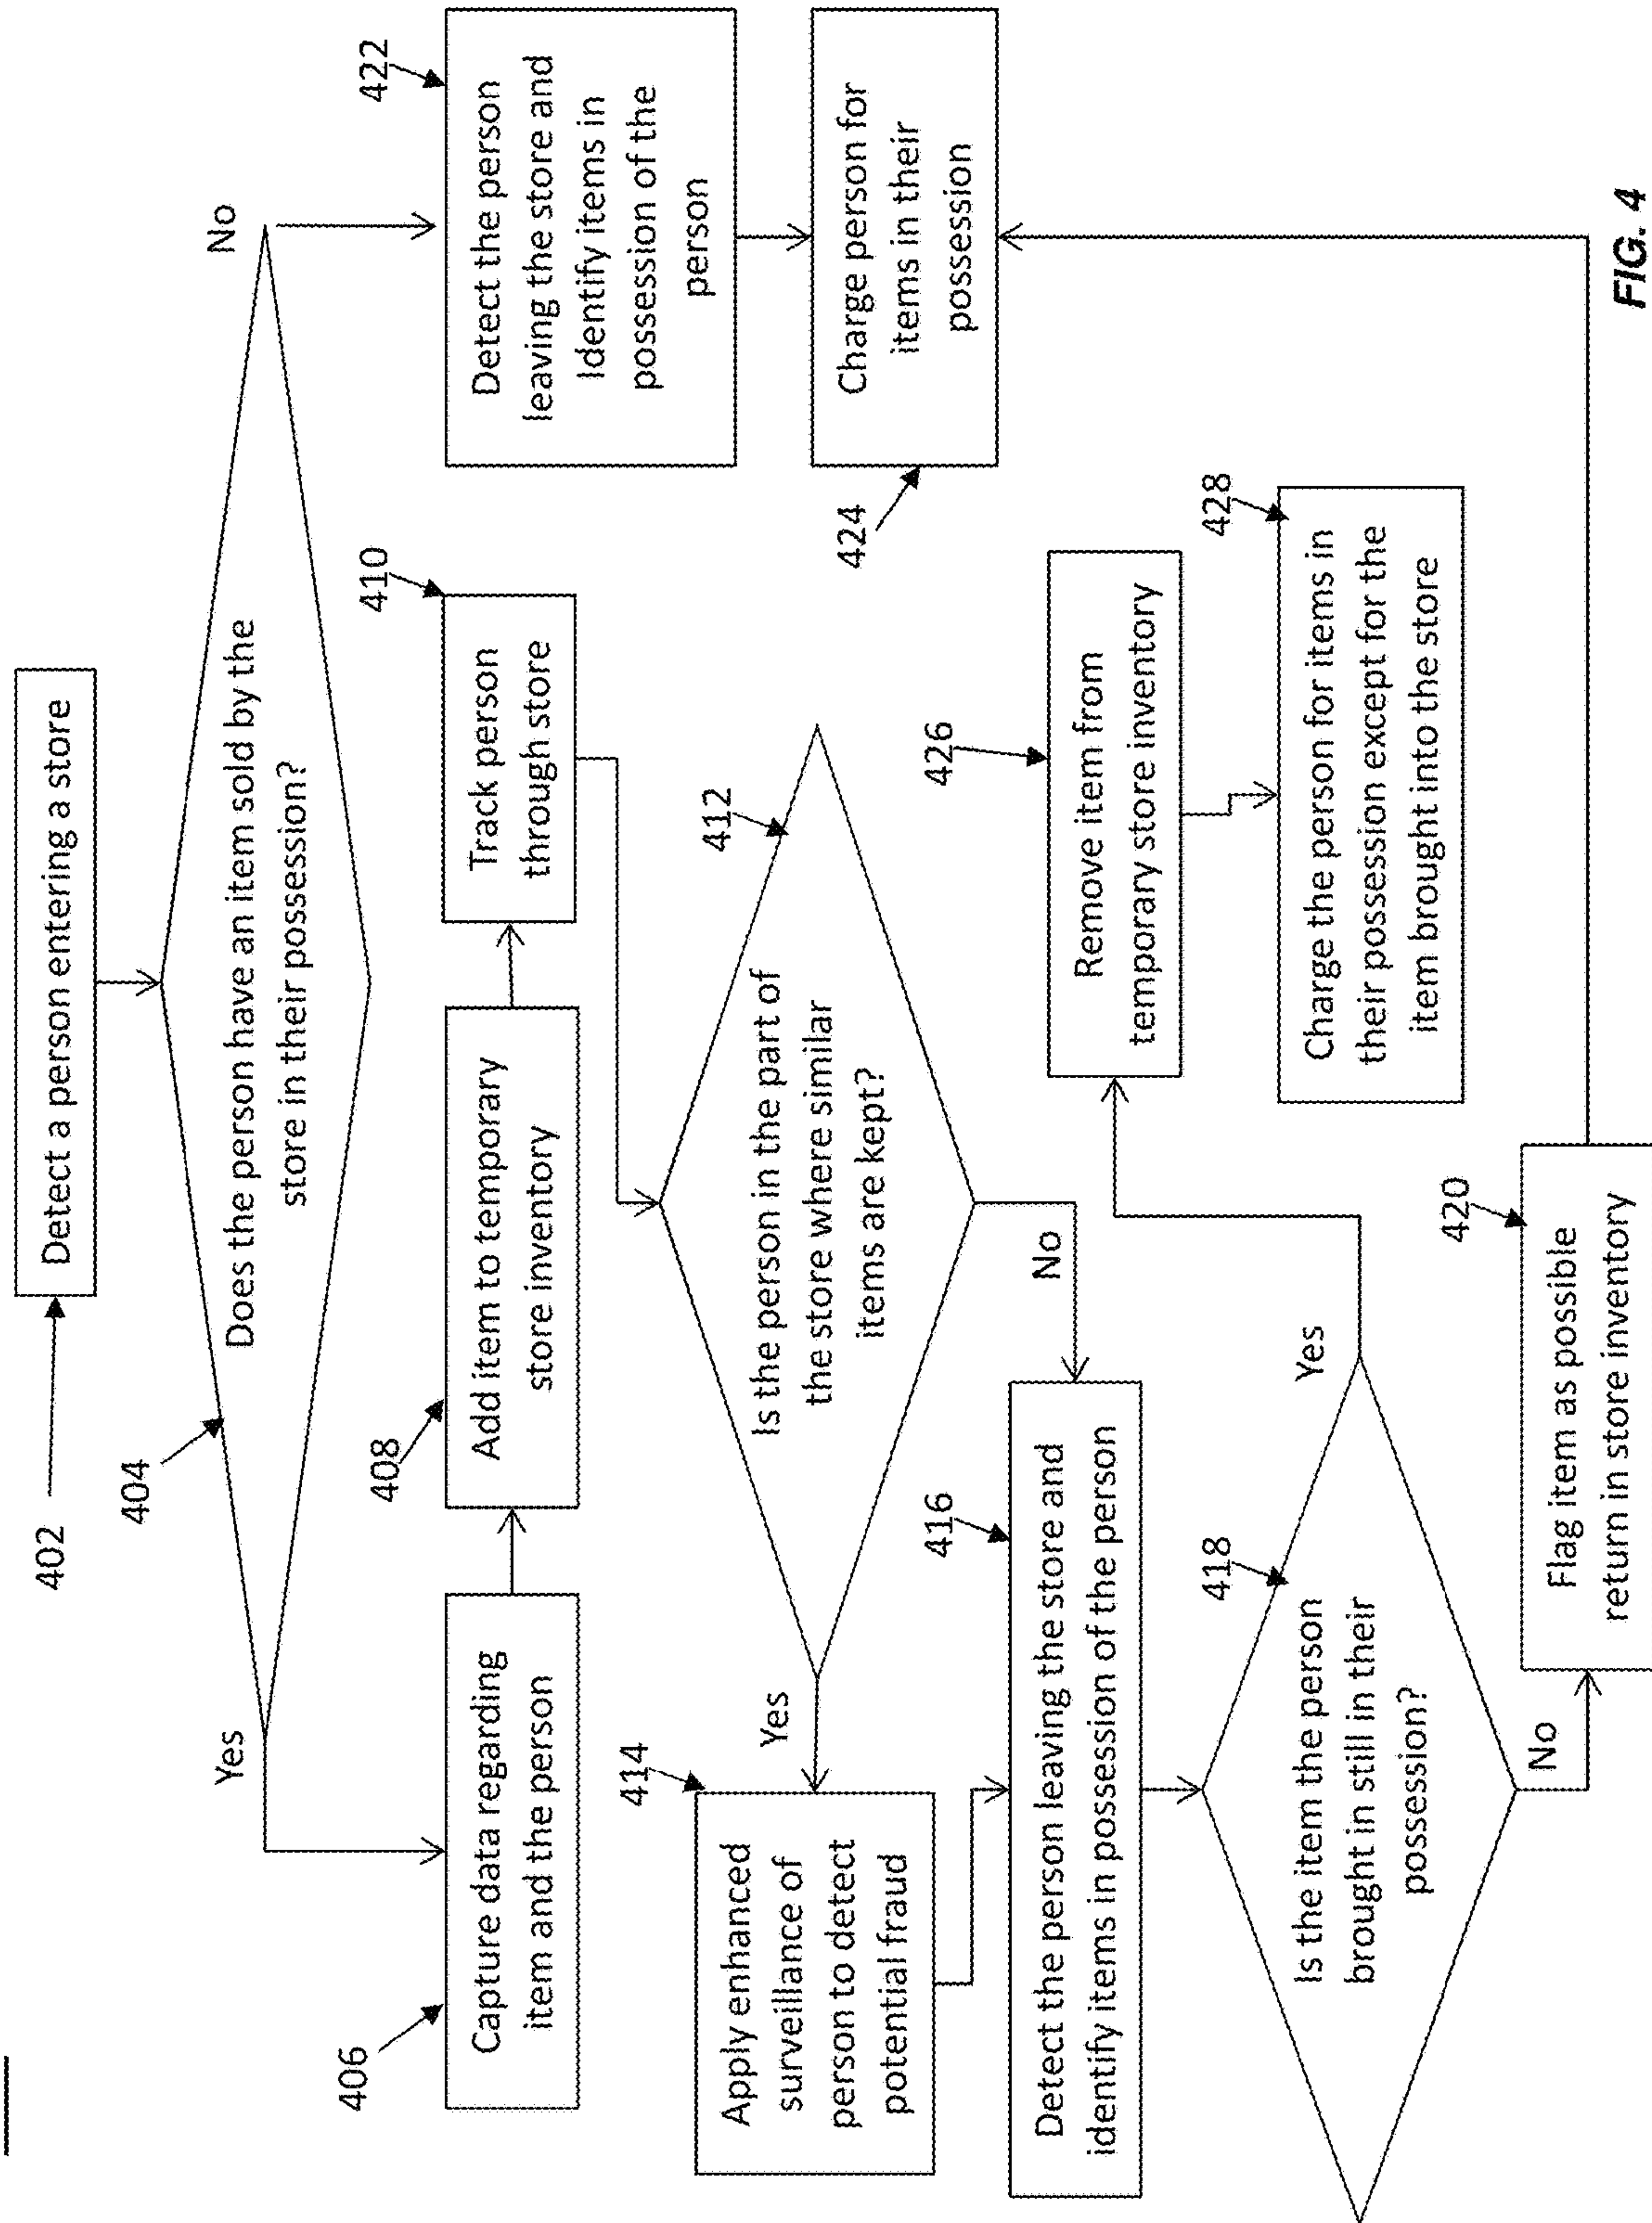 402
Detect a person entering a store
404
Does the person have an item sold by the
store in their possession?
Yes
No
406
Capture data regarding
item and the person
408
Add item to temporary
store inventory
410
Track person
through store
422
Detect the person
leaving the store and
Identify items in
possession of the
person
412
Is the person in the part of
the store where similar
items are kept?
Yes
No
414
Apply enhanced
surveillance of
person to detect
potential fraud
424
Charge person for
items in their
possession
416
Detect the person leaving the store and
identify items in possession of the person
426
Remove item from
temporary store inventory
418
Is the item the person
brought in still in their
possession?
Yes
No
428
Charge the person for items in
their possession except for the
item brought into the store
420
Flag item as possible
return in store inventory
FIG. 4